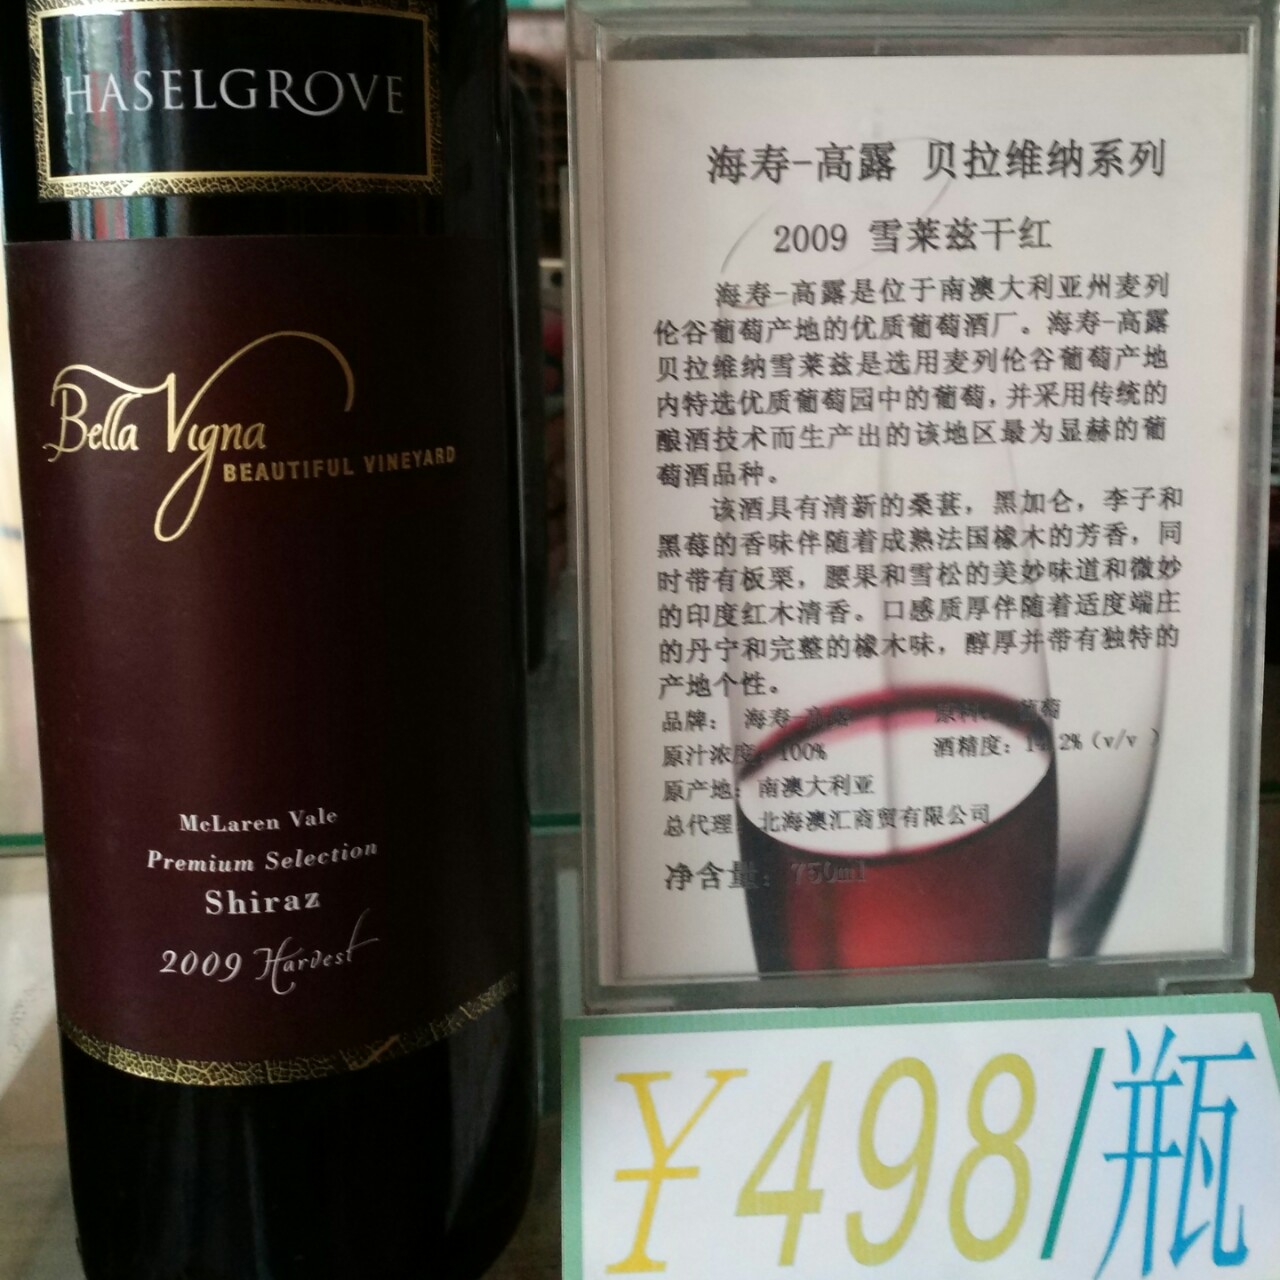 HASELGROVE
Bella Vigna
BEAUTIFUL VINEYARD
McLaren Vale
Premium Selection
Shiraz
2009 Harvest
海寿-高露 贝拉维纳系列
2009 雪莱兹干红
海寿-高露是位于南澳大利亚州麦列
伦谷葡萄产地的优质葡萄酒厂。海寿-高露
贝拉维纳雪莱兹是选用麦列伦谷葡萄产地
内特选优质葡萄园中的葡萄,并采用传统的
酿酒技术而生产出的该地区最为显赫的葡
萄酒品种。
该酒具有清新的桑葚，黑加仑，李子和
黑莓的香味伴随着成熟法国橡木的芳香，同
时带有板栗，腰果和雪松的美妙味道和微妙
的印度红木清香。口感质厚伴随着适度端庄
的丹宁和完整的橡木味，醇厚并带有独特的
产地个性。
品牌： 海寿-高露 葡萄
原汁浓度：100% 酒精度：2%（v/v ）
原产地：南澳大利亚
总代理：北海澳汇商贸有限公司
净含量：750ml
￥498/瓶